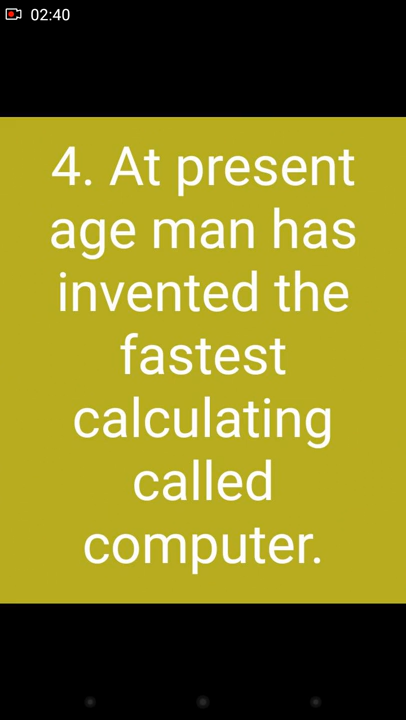 02:40
4. At present
age man has
invented the
fastest
calculating
called
computer.